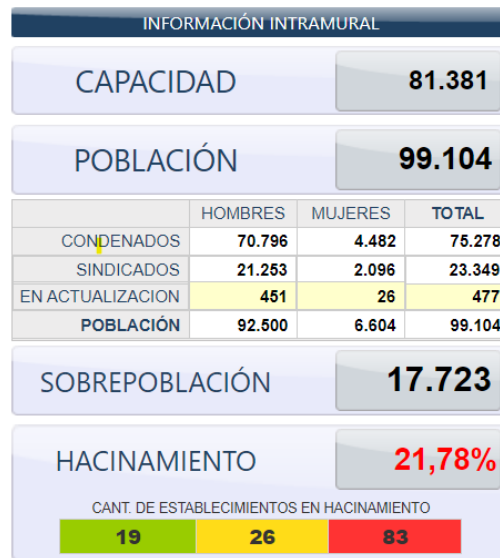 INFORMACIÓN INTRAMURAL
CAPACIDAD 81.381
POBLACIÓN 99.104
HOMBRES MUJERES TOTAL
CONDENADOS 70.796 4.482 75.278
SINDICADOS 21.253 2.096 23.349
EN ACTUALIZACION 451 26 477
POBLACIÓN 92.500 6.604 99.104
SOBREPOBLACIÓN 17.723
HACINAMIENTO 21,78%
CANT. DE ESTABLECIMIENTOS EN HACINAMIENTO
19 26 83